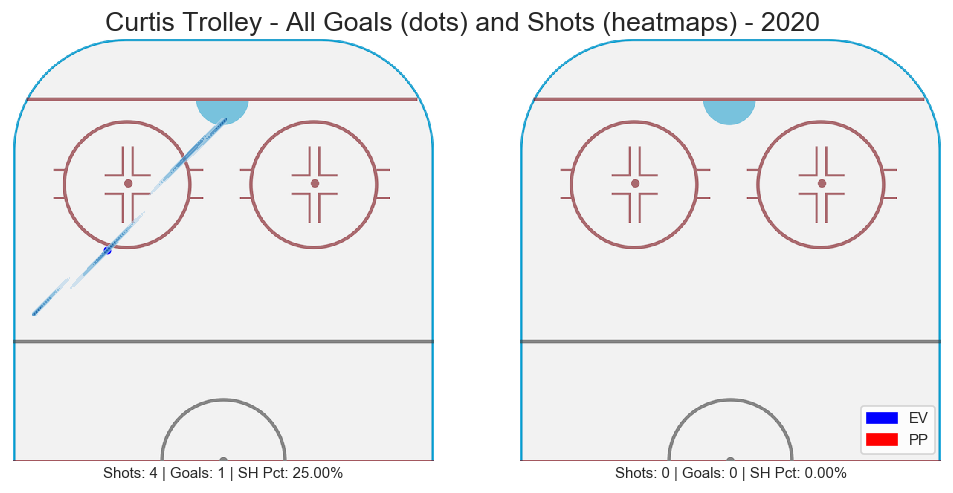 Curtis Trolley - All Goals (dots) and Shots (heatmaps) - 2020
EV
PP
Shots: 4 | Goals: 1 | SH Pct: 25.00%
Shots: 0 | Goals: 0 | SH Pct: 0.00%